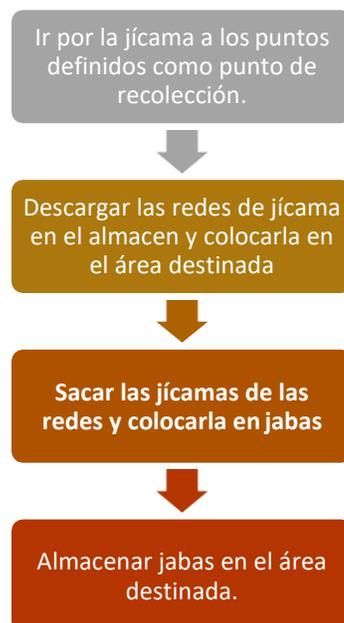 Ir por la jícama a los puntos
definidos como punto de
recolección.
Descargar las redes de jícama
en el almacen y colocarla en
el área destinada
Sacar las jícamas de las
redes y colocarla en jabas
Almacenar jabas en el área
destinada.